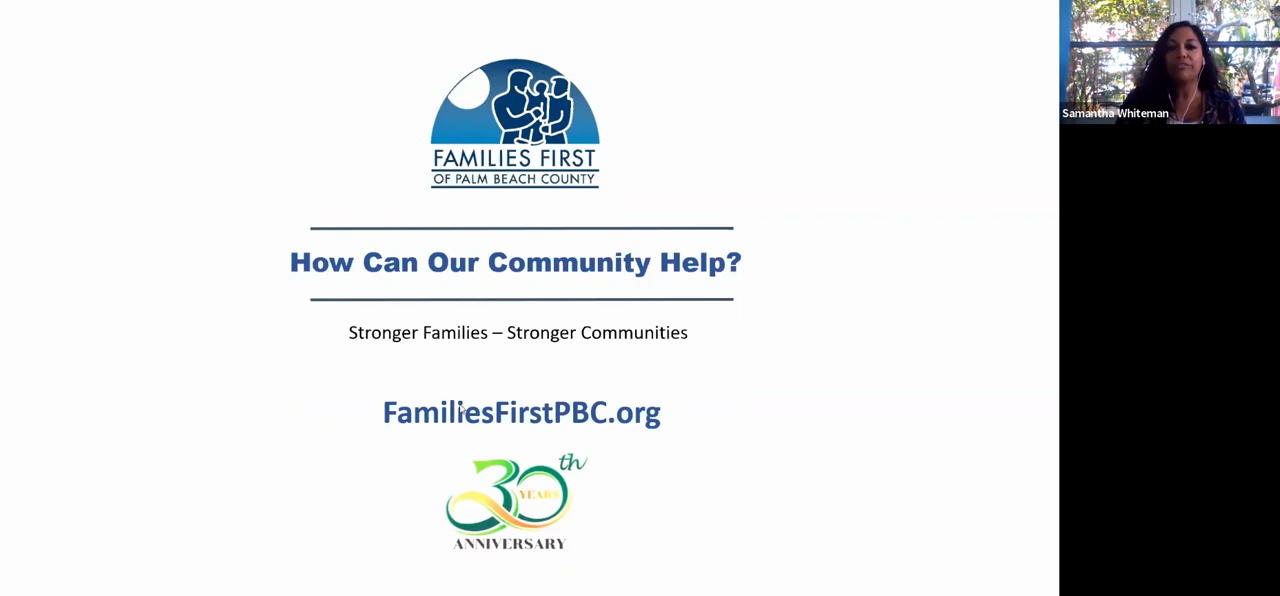 FAMILIES FIRST
OF PALM BEACH COUNTY
How Can Our Community Help?
Stronger Families – Stronger Communities
FamiliesFirstPBC.org
30th
YEARS
ANNIVERSARY
Samantha Whiteman